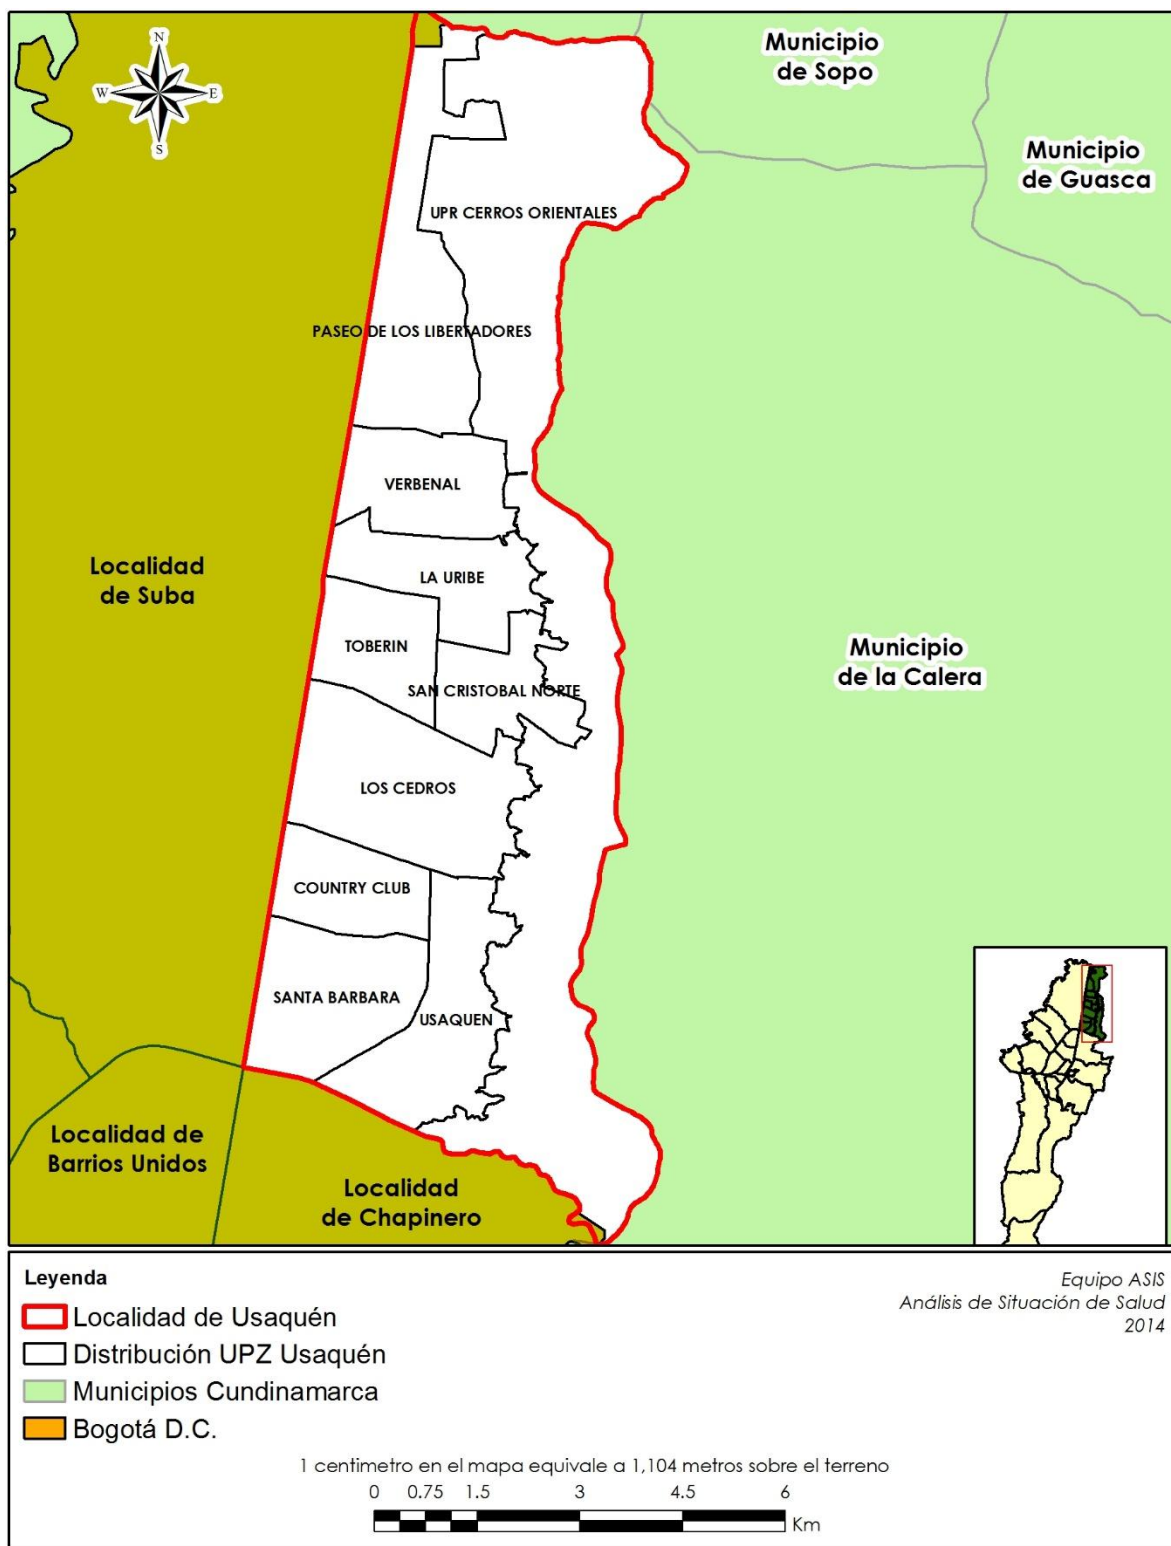 N
W
E
S
Municipio
de Sopo
Municipio
de Guasca
UPR CERROS ORIENTALES
PASEO DE LOS LIBERTADORES
VERBENAL
Localidad
de Suba
LA URIBE
TOBERIN
Municipio
de la Calera
SAN CRISTOBAL NORTE
LOS CEDROS
COUNTRY CLUB
SANTA BARBARA
USAQUEN
Localidad de
Barrios Unidos
Localidad
de Chapinero
Leyenda
Localidad de Usaquén
Distribución UPZ Usaquén
Municipios Cundinamarca
Bogotá D.C.
Equipo ASIS
Análisis de Situación de Salud
2014
1 centimetro en el mapa equivale a 1,104 metros sobre el terreno
0 0.75 1.5 3 4.5 6
Km